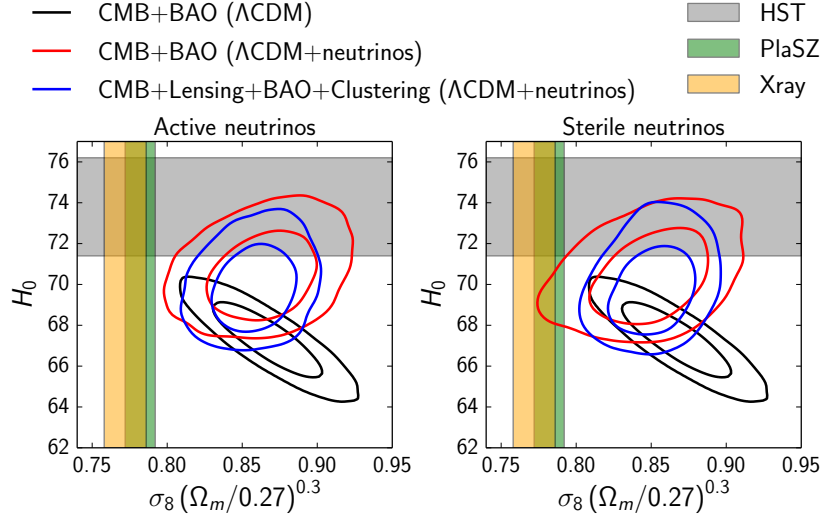 CMB+BAO (ΛCDM)
CMB+BAO (ΛCDM+neutrinos)
CMB+Lensing+BAO+Clustering (ΛCDM+neutrinos)
HST
PlaSZ
Xray
Active neutrinos
76
74
72
70
68
66
64
62
H₀
0.75 0.80 0.85 0.90 0.95
σ₈ (Ωₘ/0.27)^0.3
Sterile neutrinos
76
74
72
70
68
66
64
62
H₀
0.75 0.80 0.85 0.90 0.95
σ₈ (Ωₘ/0.27)^0.3